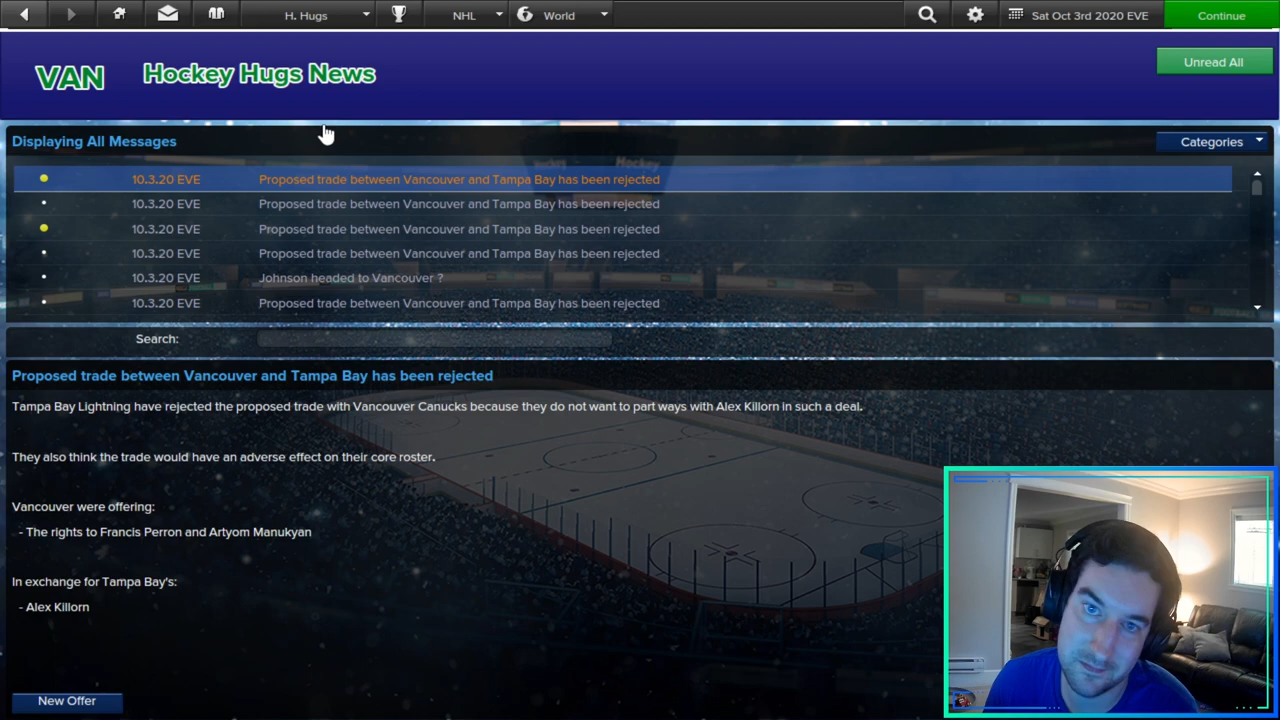 H. Hugs
NHL
World
Sat Oct 3rd 2020 EVE
Continue
VAN
Hockey Hugs News
Unread All
Displaying All Messages
Categories
10.3.20 EVE Proposed trade between Vancouver and Tampa Bay has been rejected
10.3.20 EVE Proposed trade between Vancouver and Tampa Bay has been rejected
10.3.20 EVE Proposed trade between Vancouver and Tampa Bay has been rejected
10.3.20 EVE Proposed trade between Vancouver and Tampa Bay has been rejected
10.3.20 EVE Johnson headed to Vancouver ?
10.3.20 EVE Proposed trade between Vancouver and Tampa Bay has been rejected
Search:
Proposed trade between Vancouver and Tampa Bay has been rejected
Tampa Bay Lightning have rejected the proposed trade with Vancouver Canucks because they do not want to part ways with Alex Killorn in such a deal.
They also think the trade would have an adverse effect on their core roster.
Vancouver were offering:
- The rights to Francis Perron and Artyom Manukyan
In exchange for Tampa Bay's:
- Alex Killorn
New Offer